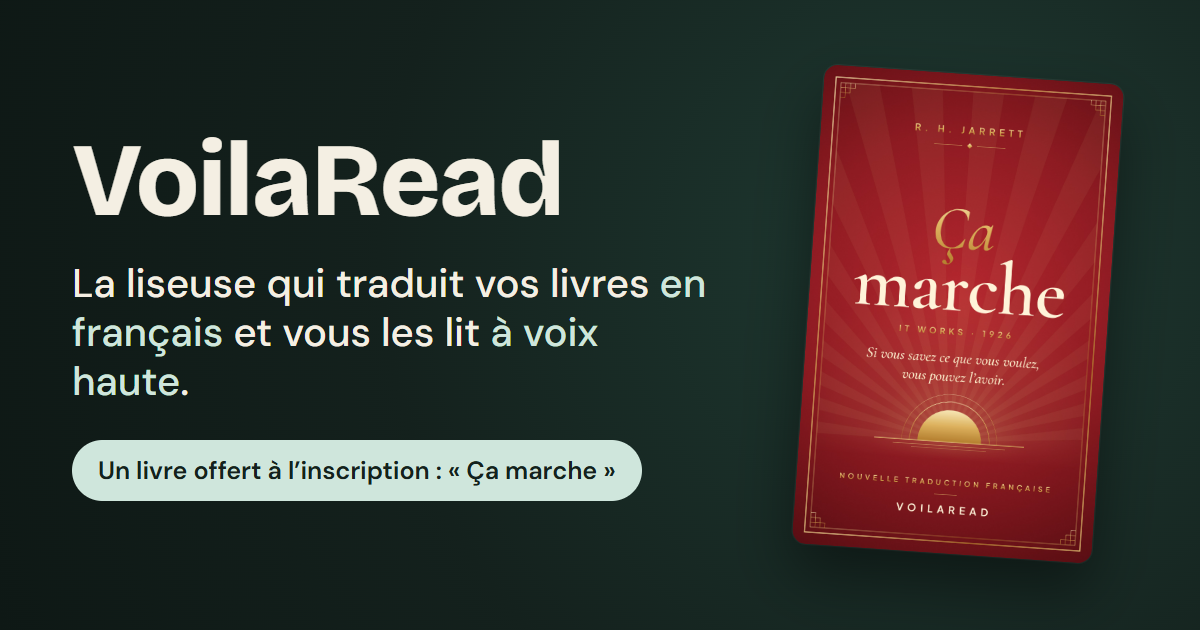 VoilaRead
La liseuse qui traduit vos livres en
français et vous les lit à voix
haute.
Un livre offert à l’inscription : « Ça marche »
R. H. JARRETT
Ça
marche
IT WORKS · 1926
Si vous savez ce que vous voulez,
vous pouvez l’avoir.
NOUVELLE TRADUCTION FRANÇAISE
VOILAREAD